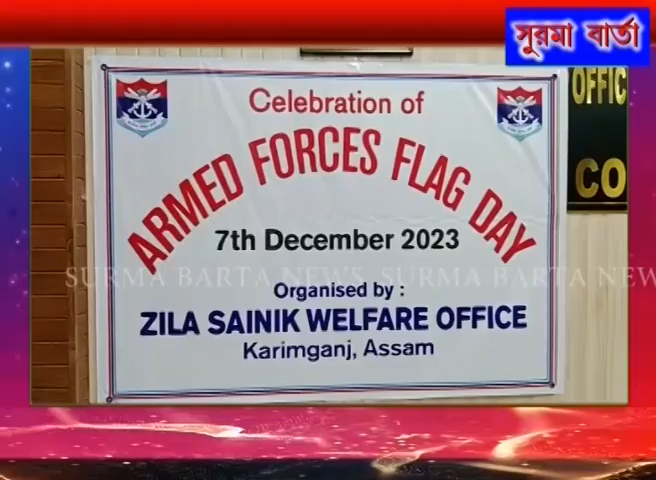 সুরমা বার্তা
Celebration of
ARMED FORCES FLAG DAY
7th December 2023
Organised by :
ZILA SAINIK WELFARE OFFICE
Karimganj, Assam
OFFIC
CO
SURMA BARTA NEWS SURMA BARTA NEW